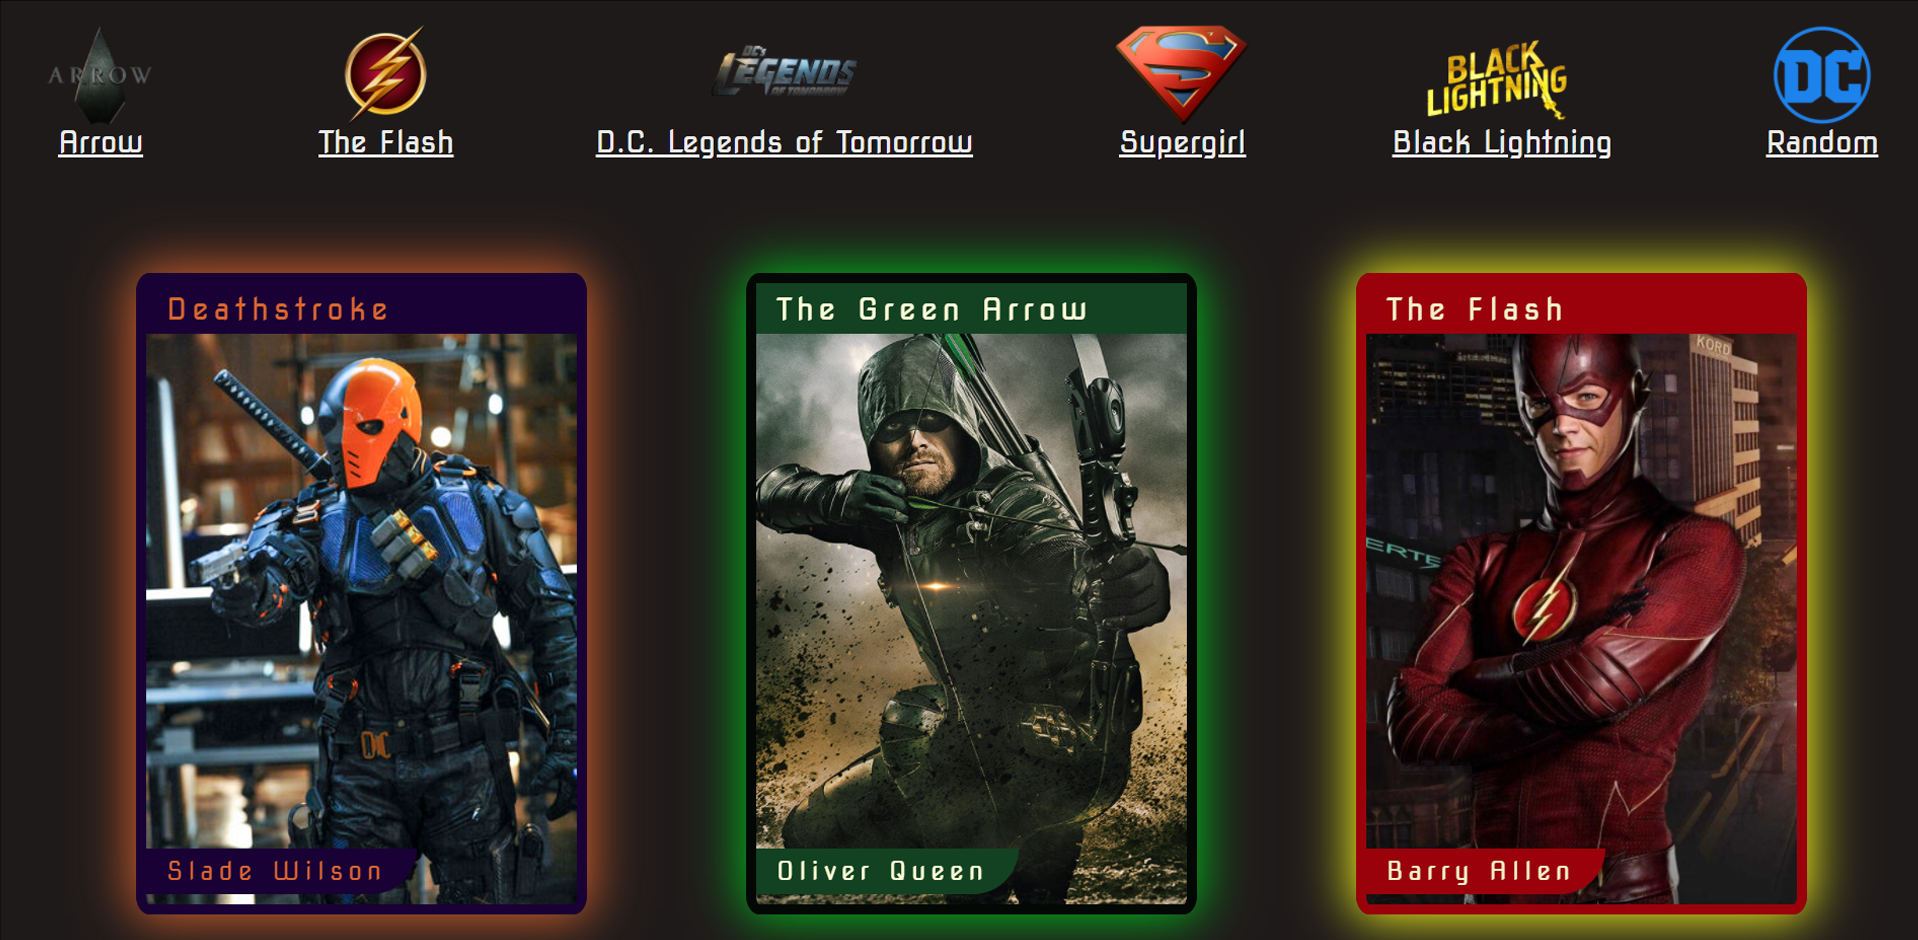 ARROW
DC's
LEGENDS
OF TOMORROW
BLACK
LIGHTNING
DC
Arrow
The Flash
D.C. Legends of Tomorrow
Supergirl
Black Lightning
Random
Deathstroke
The Green Arrow
The Flash
KORD
ERTE
Slade Wilson
Oliver Queen
Barry Allen